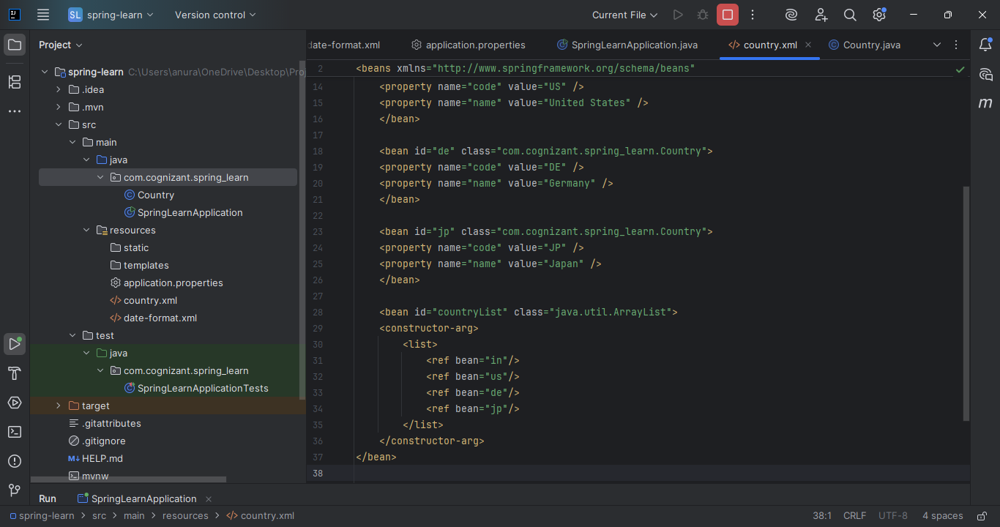 SL spring-learn Version control Current File
Project
spring-learn C:\Users\anura\OneDrive\Desktop\Pro
.idea
.mvn
src
main
java
com.cognizant.spring_learn
Country
SpringLearnApplication
resources
static
templates
application.properties
country.xml
date-format.xml
test
java
com.cognizant.spring_learn
SpringLearnApplicationTests
target
.gitattributes
.gitignore
HELP.md
mvnw
date-format.xml application.properties SpringLearnApplication.java country.xml Country.java
2 <beans xmlns="http://www.springframework.org/schema/beans"
14 <property name="code" value="US" />
15 <property name="name" value="United States" />
16 </bean>
17
18 <bean id="de" class="com.cognizant.spring_learn.Country">
19 <property name="code" value="DE" />
20 <property name="name" value="Germany" />
21 </bean>
22
23 <bean id="jp" class="com.cognizant.spring_learn.Country">
24 <property name="code" value="JP" />
25 <property name="name" value="Japan" />
26 </bean>
27
28 <bean id="countryList" class="java.util.ArrayList">
29 <constructor-arg>
30 <list>
31 <ref bean="in"/>
32 <ref bean="us"/>
33 <ref bean="de"/>
34 <ref bean="jp"/>
35 </list>
36 </constructor-arg>
37 </bean>
38
Run SpringLearnApplication
spring-learn > src > main > resources > country.xml 38:1 CRLF UTF-8 4 spaces